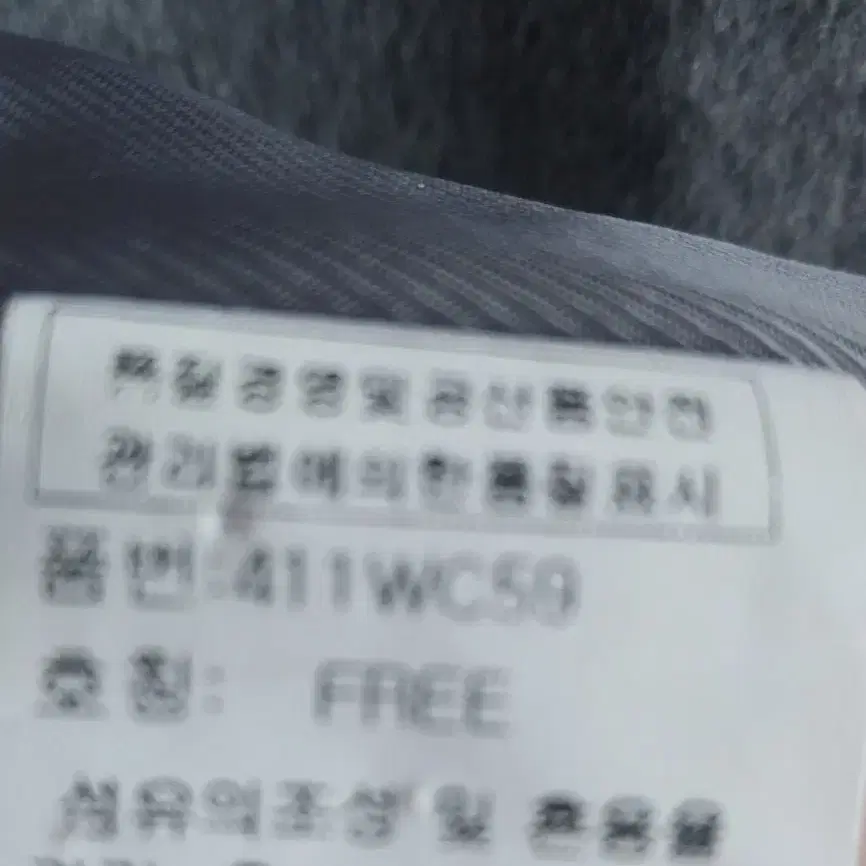 품질경영및공산품안전
관리법에의한품질표시
품번:411WC59
호칭: FREE
섬유의조성 및 혼용율